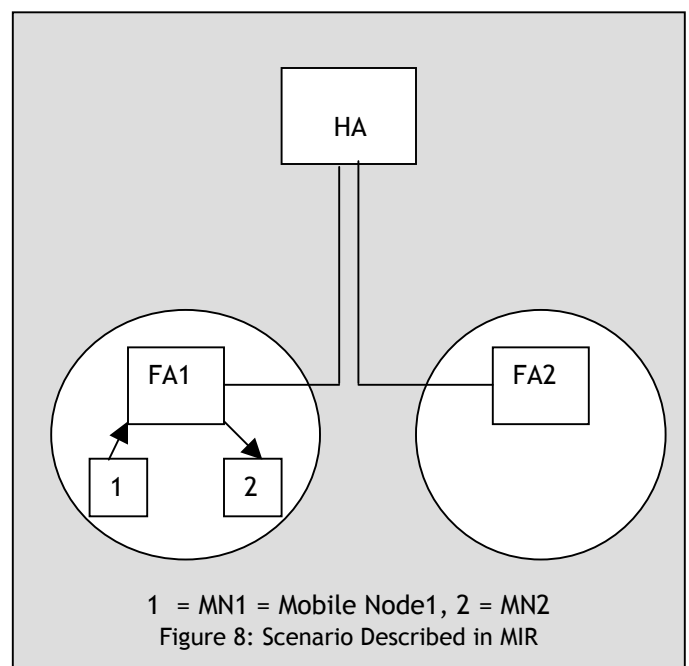 HA
FA1
FA2
1
2
1 = MN1 = Mobile Node1, 2 = MN2
Figure 8: Scenario Described in MIR